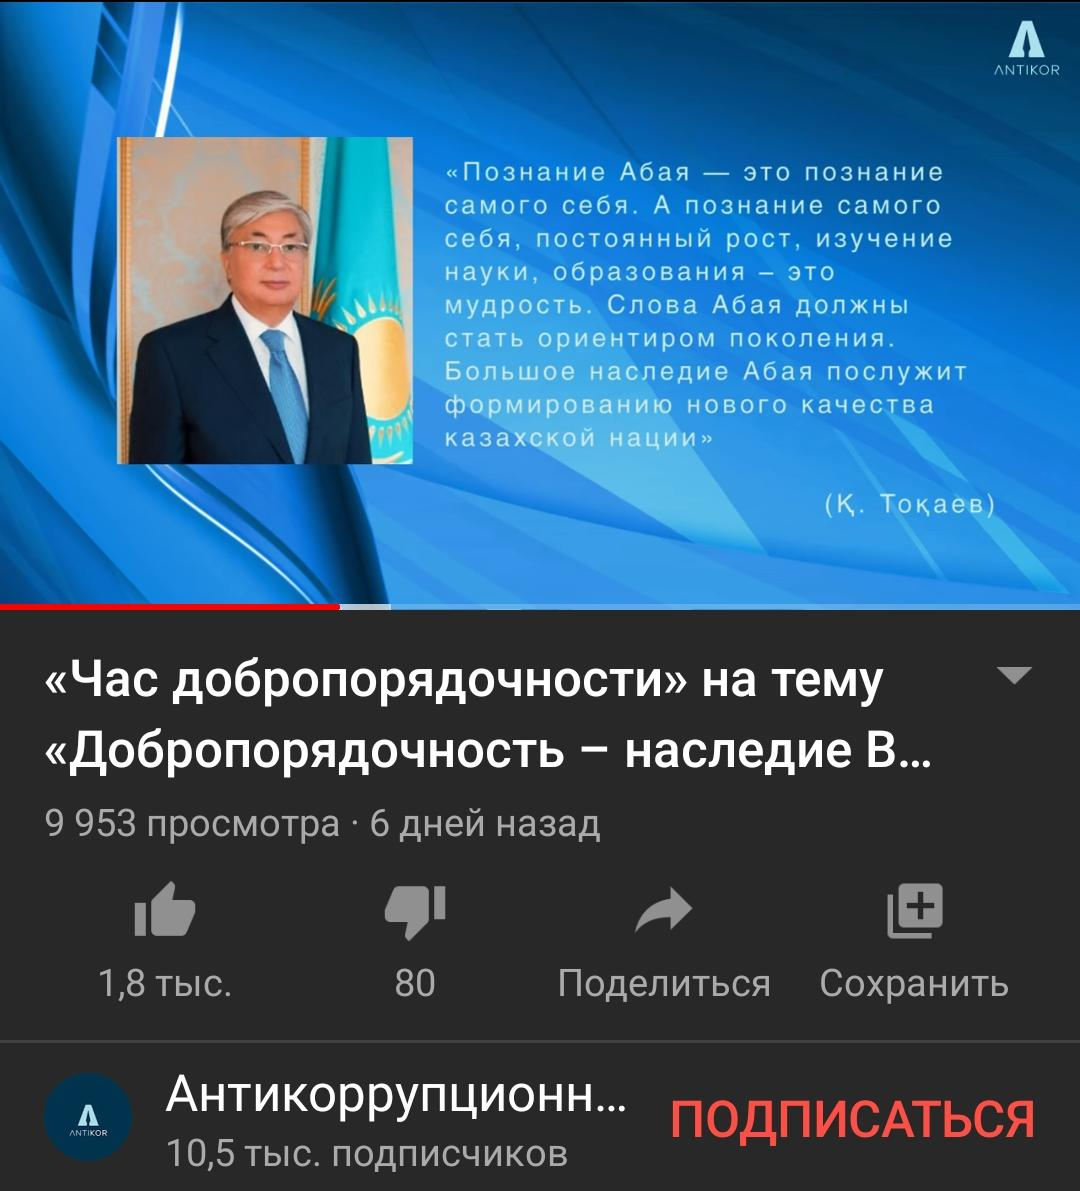 ANTIKOR
«Познание Абая — это познание
самого себя. А познание самого
себя, постоянный рост, изучение
науки, образования – это
мудрость. Слова Абая должны
стать ориентиром поколения.
Большое наследие Абая послужит
формированию нового качества
казахской нации»
(Қ. Тоқаев)
«Час добропорядочности» на тему
«Добропорядочность – наследие В...
9 953 просмотра · 6 дней назад
1,8 тыс. 80 Поделиться Сохранить
Антикоррупционн... ПОДПИСАТЬСЯ
ANTIKOR
10,5 тыс. подписчиков